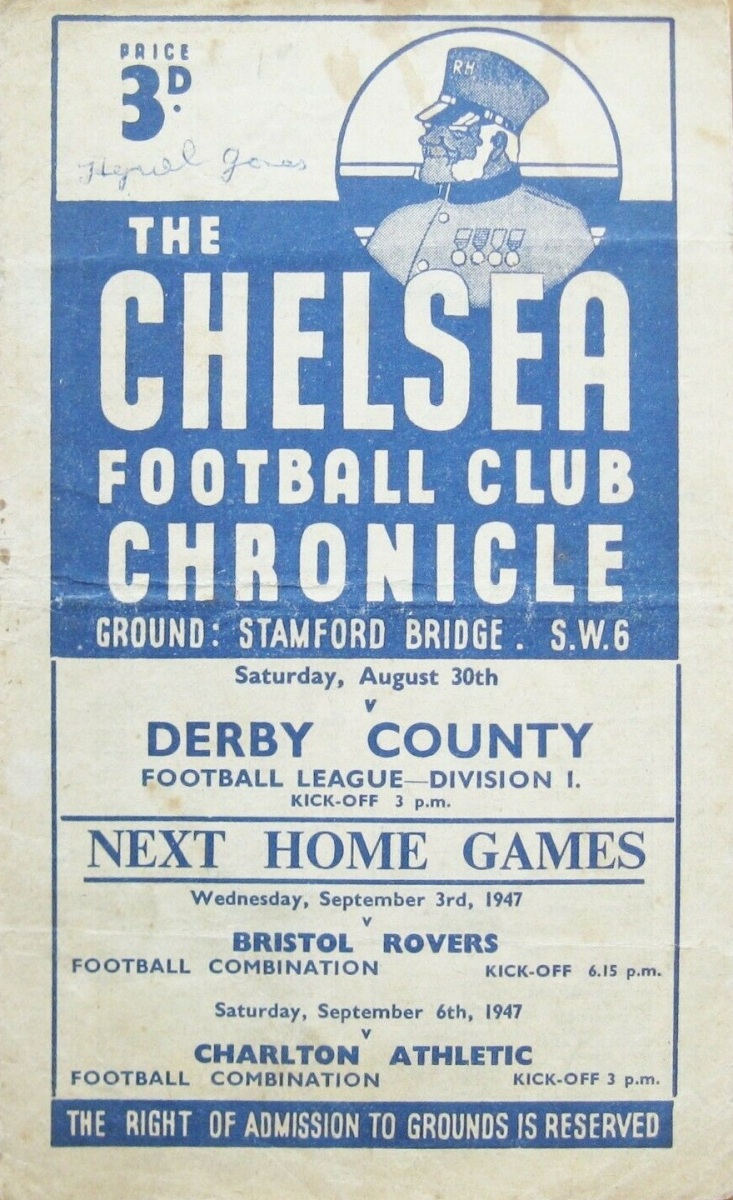 PRICE
3D.
RH
THE
CHELSEA
FOOTBALL CLUB
CHRONICLE
GROUND: STAMFORD BRIDGE. S.W.6
Saturday, August 30th
v
DERBY COUNTY
FOOTBALL LEAGUE—DIVISION I.
KICK-OFF 3 p.m.
NEXT HOME GAMES
Wednesday, September 3rd, 1947
v
BRISTOL ROVERS
FOOTBALL COMBINATION KICK-OFF 6.15 p.m.
Saturday, September 6th, 1947
v
CHARLTON ATHLETIC
FOOTBALL COMBINATION KICK-OFF 3 p.m.
THE RIGHT OF ADMISSION TO GROUNDS IS RESERVED